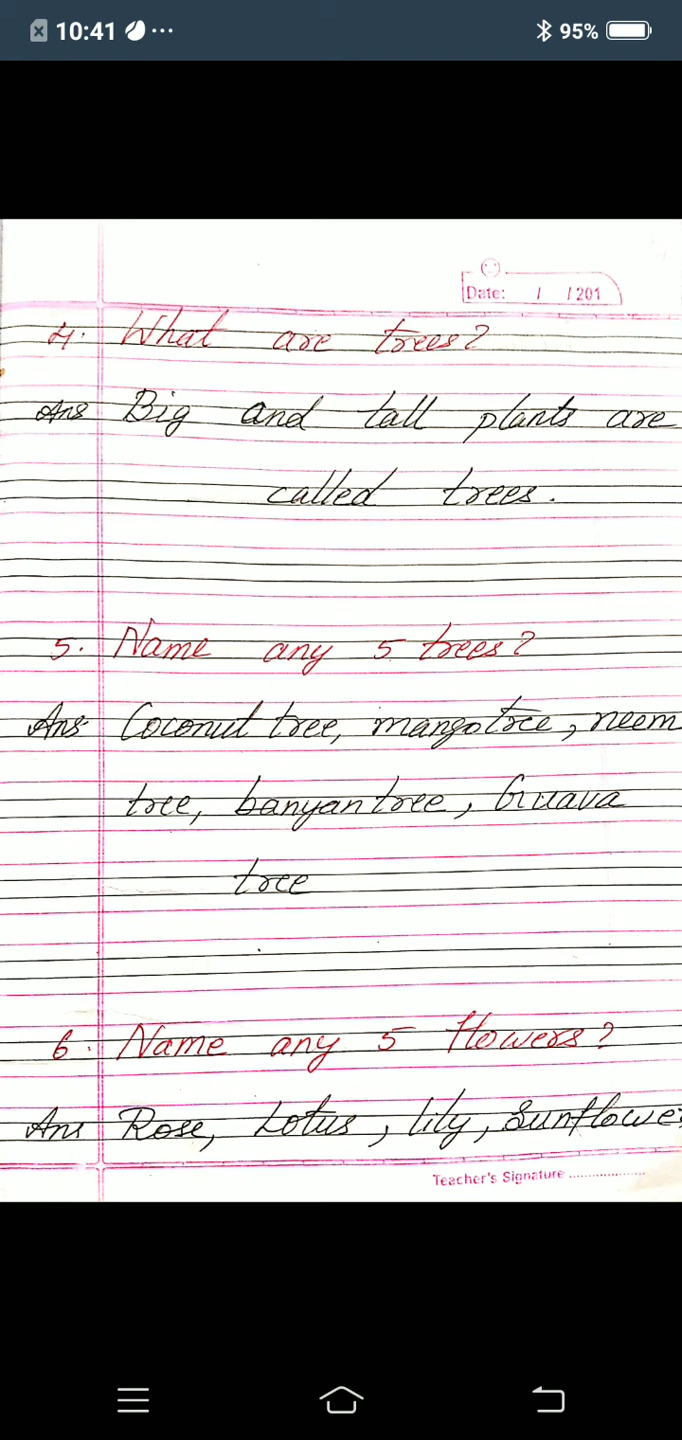 10:41 ... 95%
Date: / / 201
4. What are trees?
Ans Big and tall plants are
called trees.
5. Name any 5 trees?
Ans: Coconut tree, mango tree, neem
tree, banyan tree, Guava
tree
6. Name any 5 flowers?
Ans Rose, Lotus, lily, Sunflower
Teacher's Signature ....................